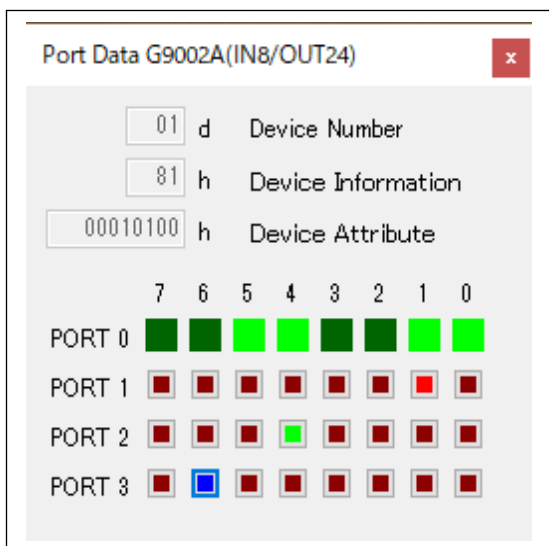 Port Data G9002A(IN8/OUT24) x
01 d Device Number
81 h Device Information
00010100 h Device Attribute
7 6 5 4 3 2 1 0
PORT 0
PORT 1
PORT 2
PORT 3